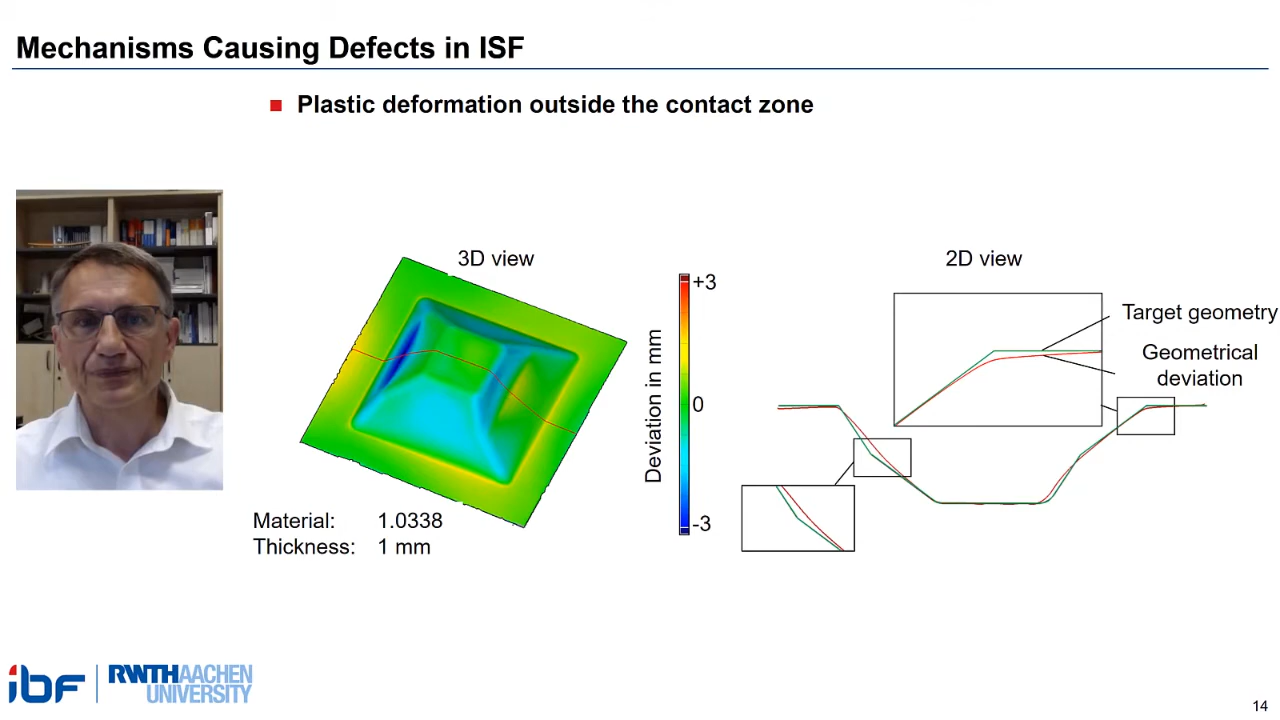 Mechanisms Causing Defects in ISF
Plastic deformation outside the contact zone
3D view
2D view
+3
0
-3
Deviation in mm
Target geometry
Geometrical
deviation
Material: 1.0338
Thickness: 1 mm
ibf
RWTHAACHEN
UNIVERSITY
14